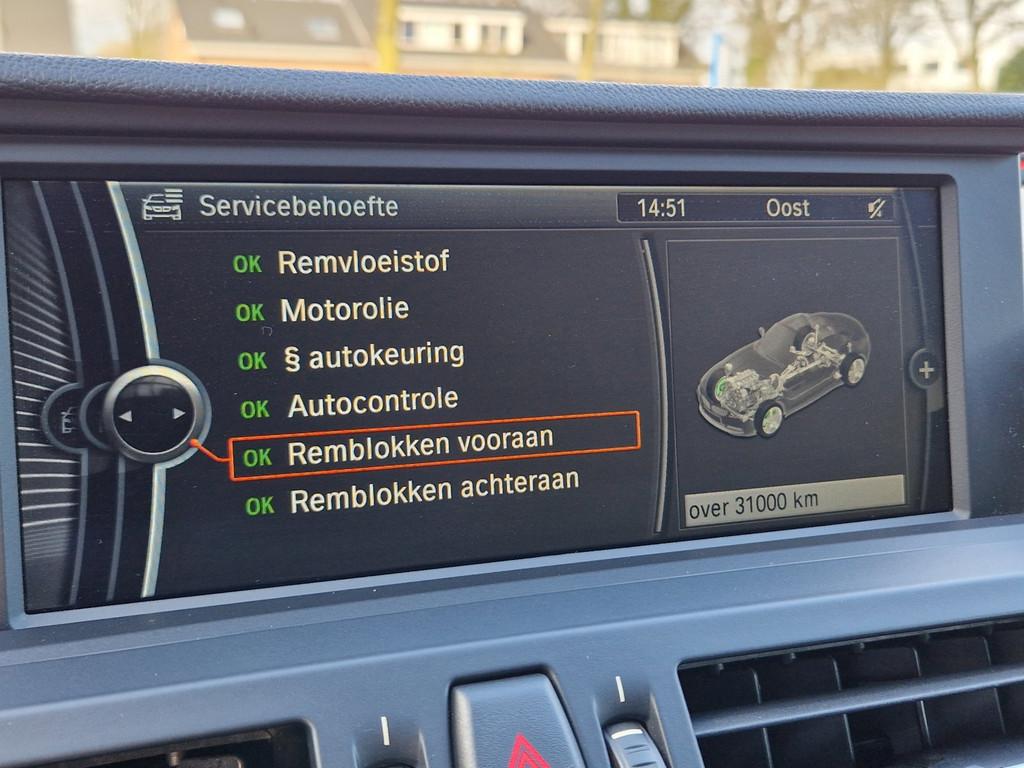 Servicebehoefte
14:51 Oost
OK Remvloeistof
OK Motorolie
OK § autokeuring
OK Autocontrole
OK Remblokken vooraan
OK Remblokken achteraan
over 31000 km